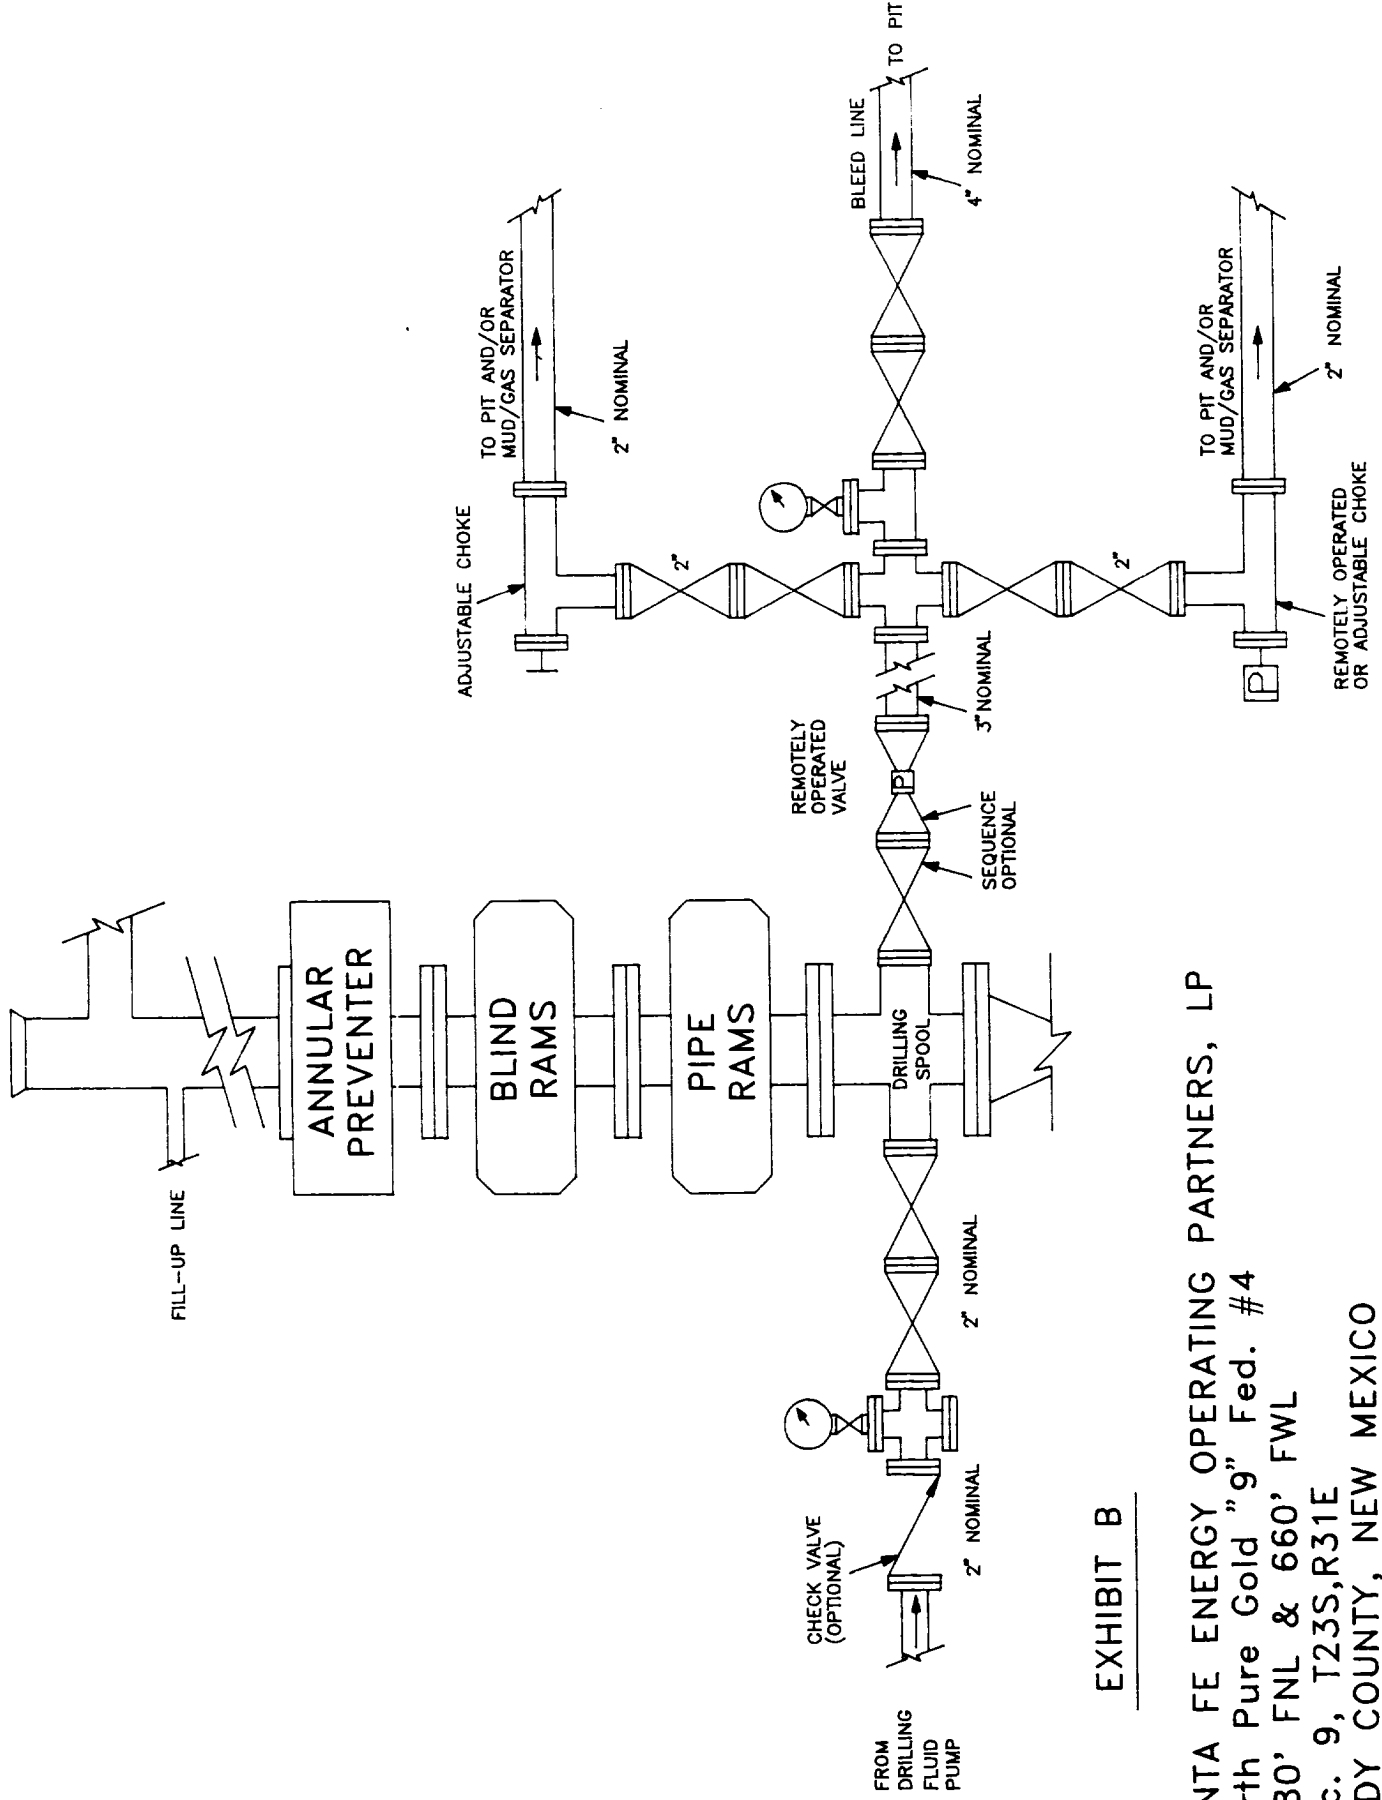 FILL-UP LINE
ANNULAR
PREVENTER
BLIND
RAMS
PIPE
RAMS
DRILLING
SPOOL
FROM
DRILLING
FLUID
PUMP
CHECK VALVE
(OPTIONAL)
2" NOMINAL
2" NOMINAL
REMOTELY
OPERATED
VALVE
P
SEQUENCE
OPTIONAL
3" NOMINAL
ADJUSTABLE CHOKE
TO PIT AND/OR
MUD/GAS SEPARATOR
2" NOMINAL
2"
BLEED LINE
TO PIT
4" NOMINAL
2"
TO PIT AND/OR
MUD/GAS SEPARATOR
2" NOMINAL
P
REMOTELY OPERATED
OR ADJUSTABLE CHOKE
EXHIBIT B
NTA FE ENERGY OPERATING PARTNERS, LP
rth Pure Gold "9" Fed. #4
30' FNL & 660' FWL
c. 9, T23S,R31E
DY COUNTY, NEW MEXICO